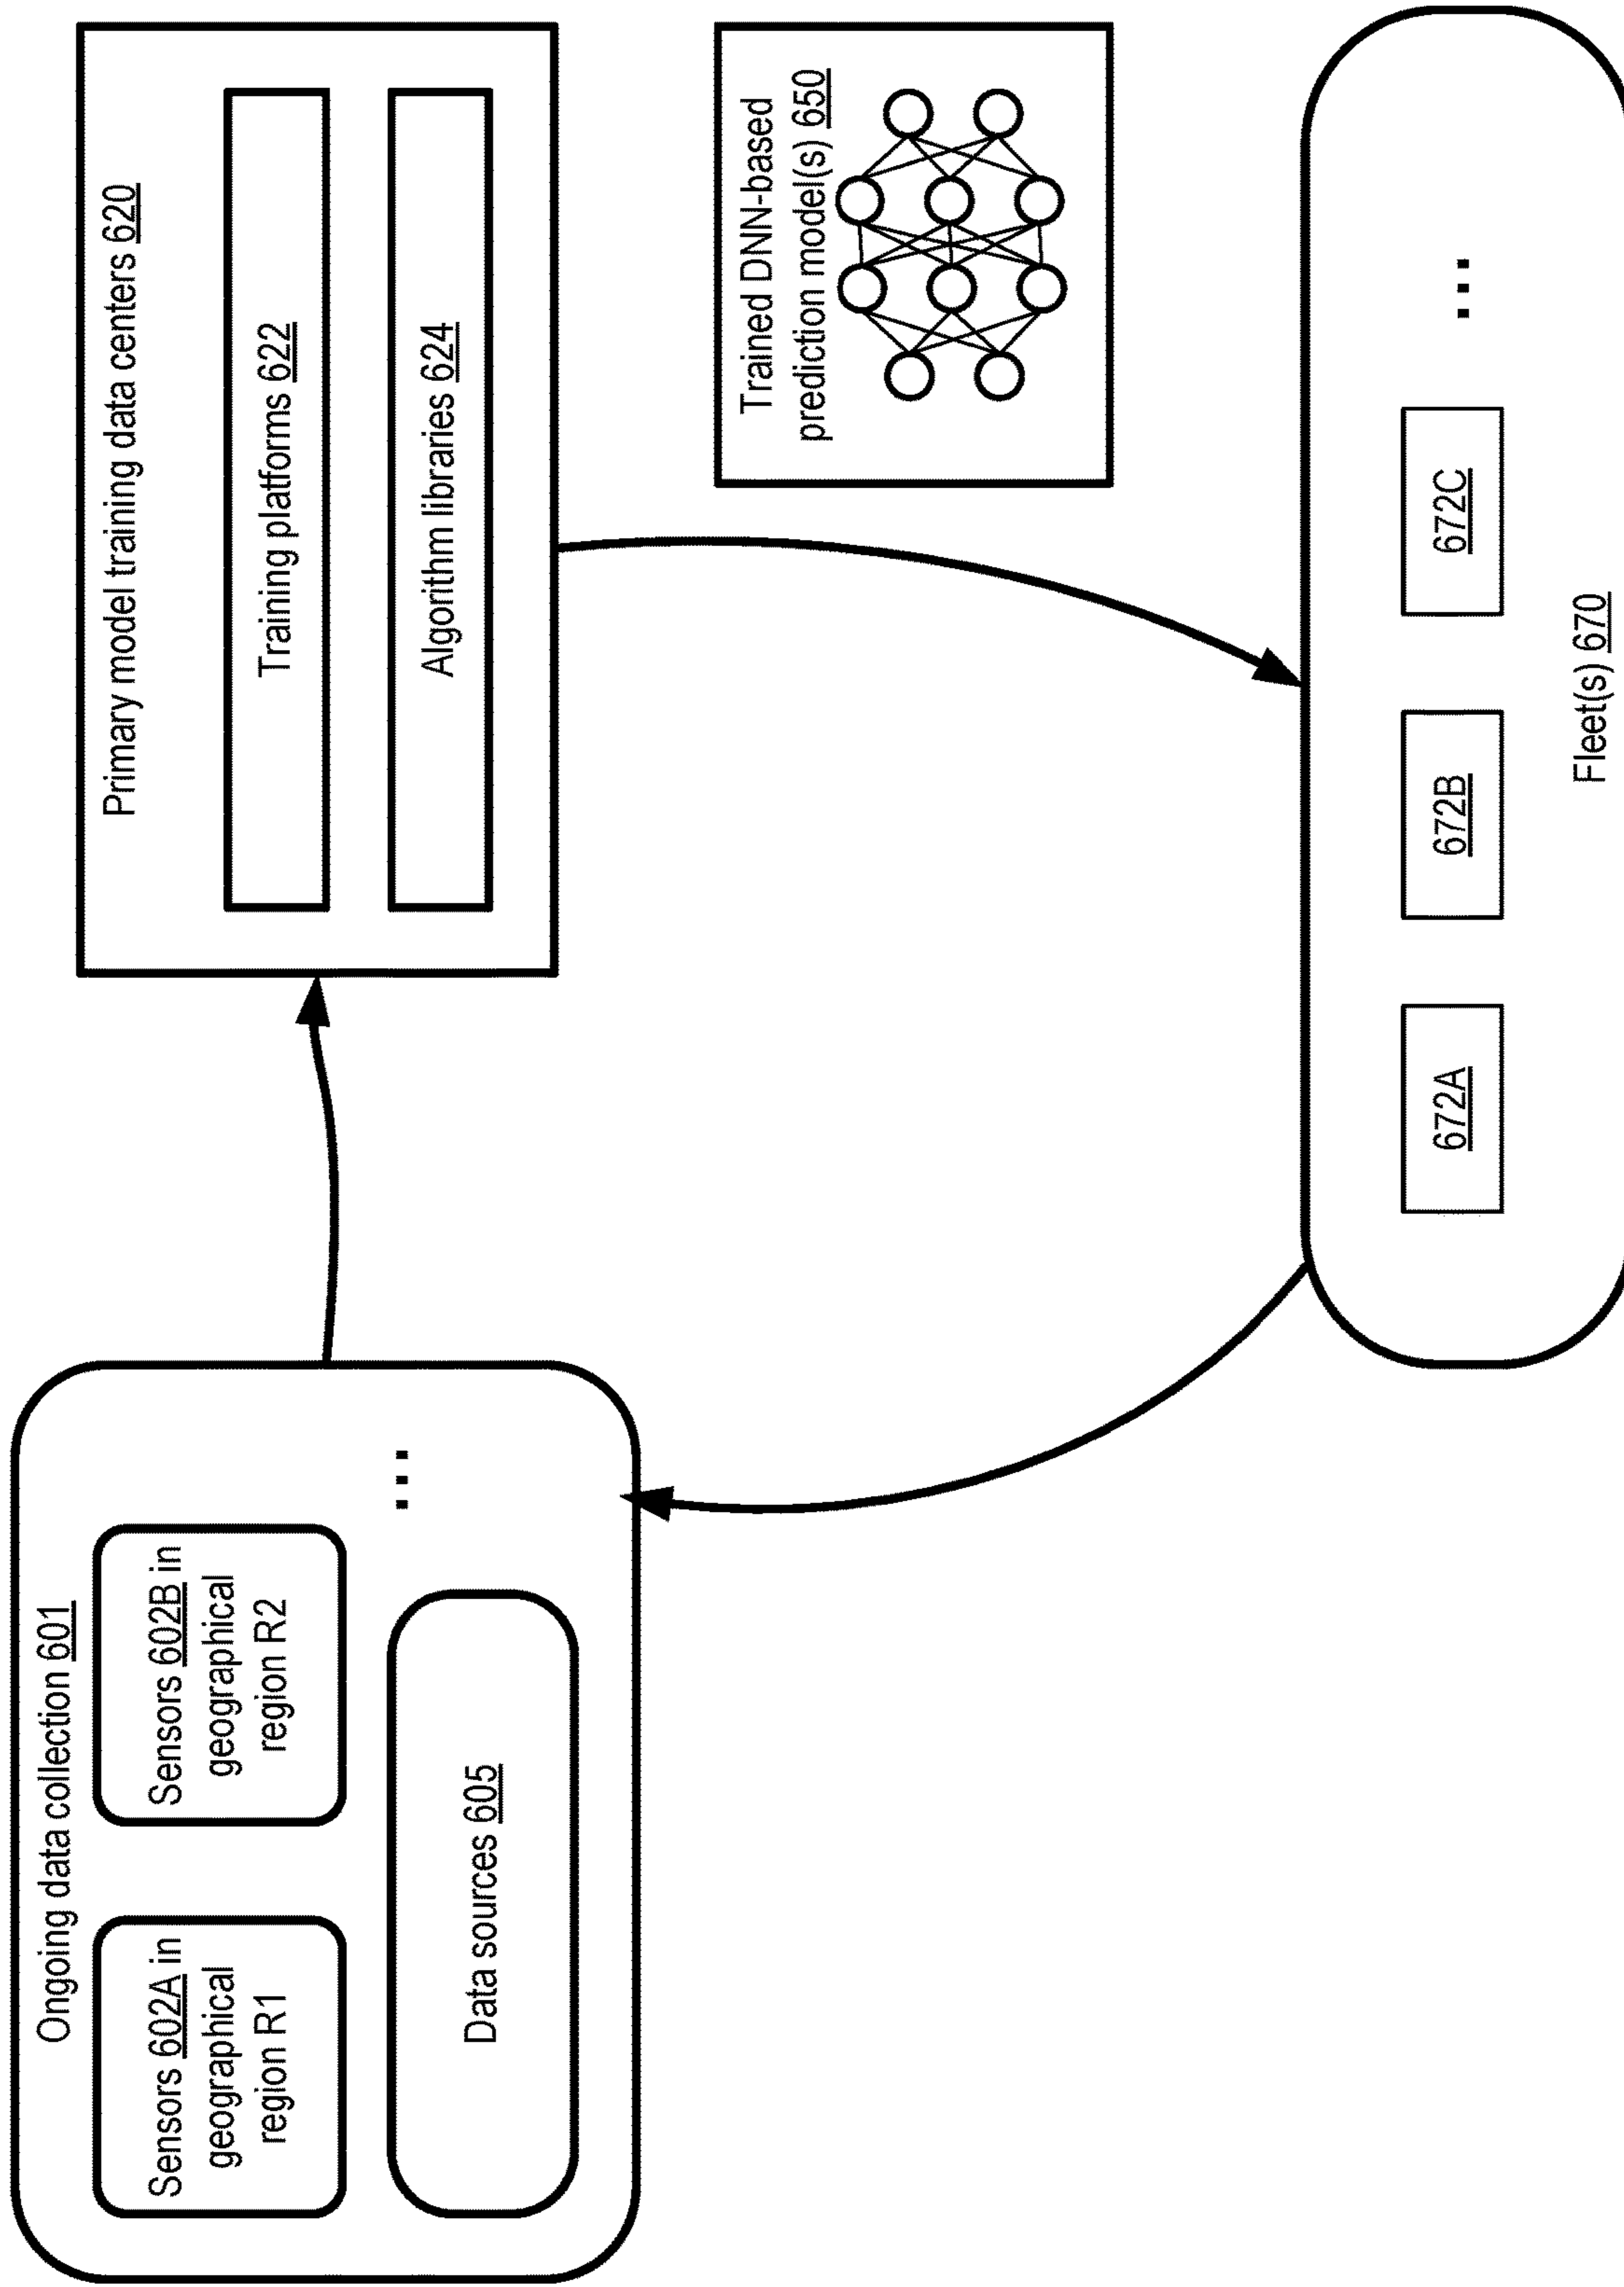 Ongoing data collection 601
Sensors 602A in
geographical
region R1
Sensors 602B in
geographical
region R2
Data sources 605
...
Primary model training data centers 620
Training platforms 622
Algorithm libraries 624
Trained DNN-based
prediction model(s) 650
672A
672B
672C
...
Fleet(s) 670